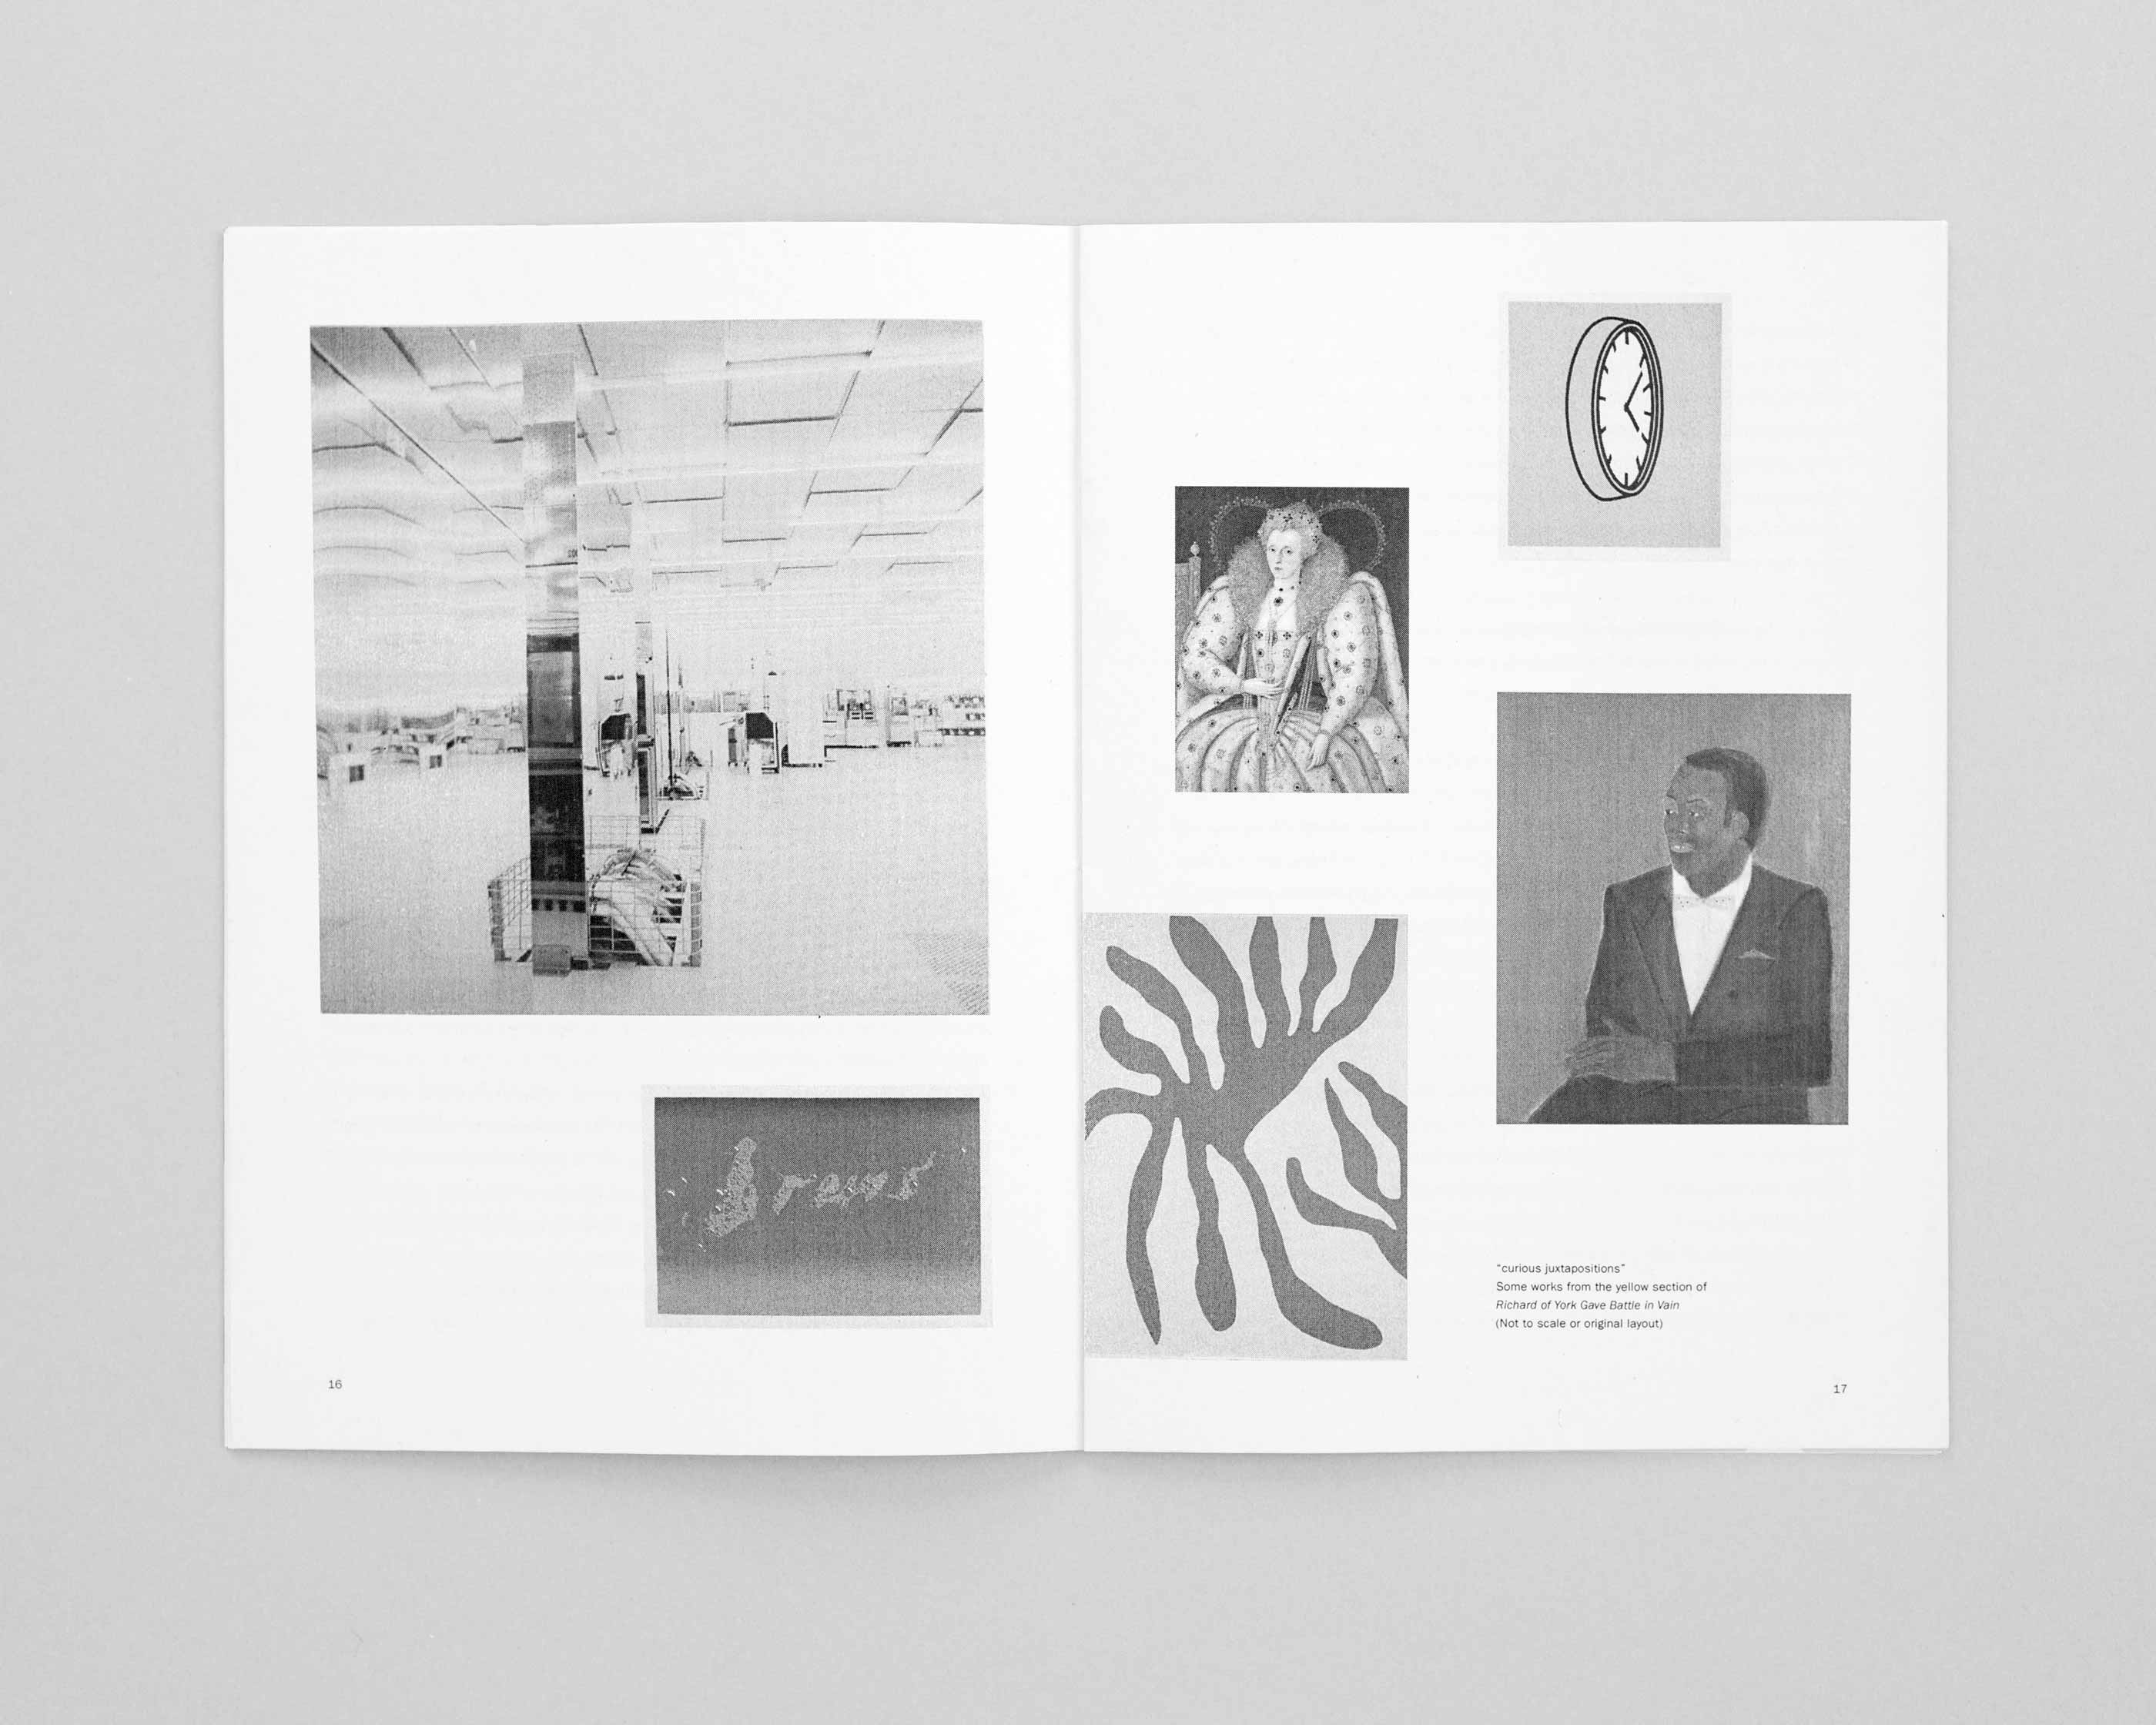 16
"curious juxtapositions"
Some works from the yellow section of
Richard of York Gave Battle in Vain
(Not to scale or original layout)
17